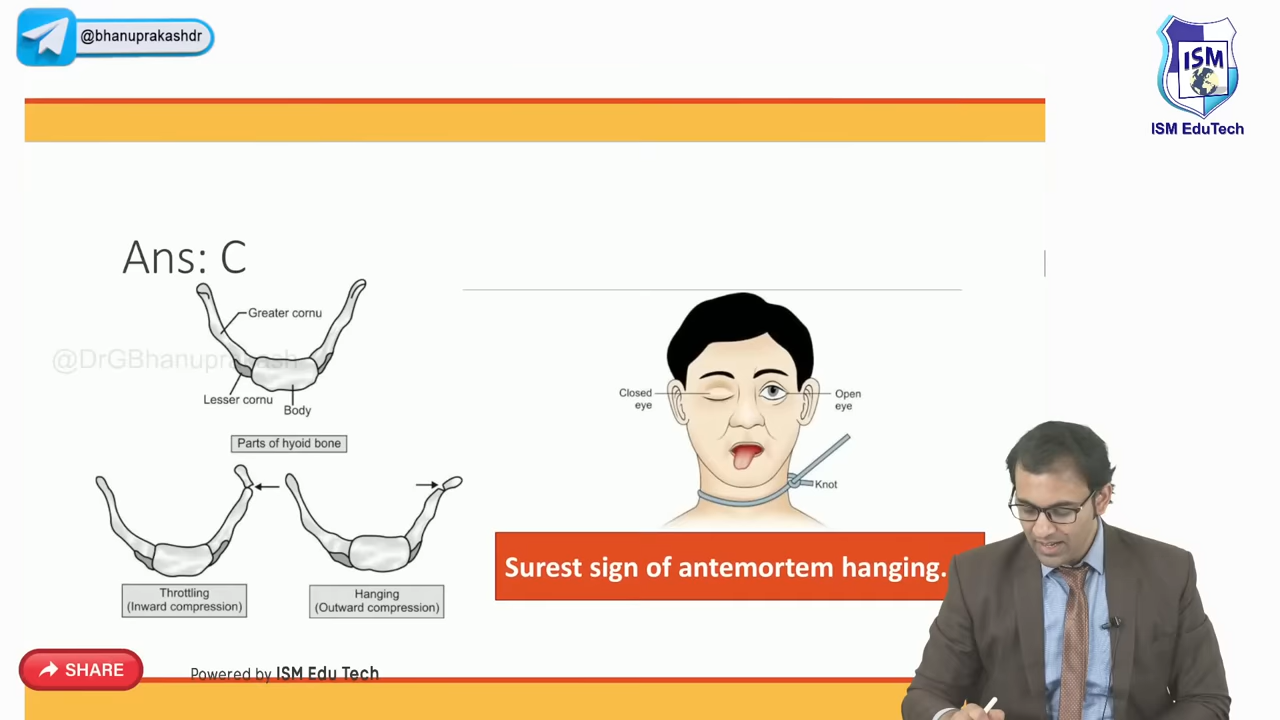 @bhanuprakashdr
ISM
ISM EduTech
Ans: C
Greater cornu
@DrGBhanuprakash
Lesser cornu
Body
Parts of hyoid bone
Closed
eye
Open
eye
Knot
Throttling
(Inward compression)
Hanging
(Outward compression)
Surest sign of antemortem hanging.
SHARE
Powered by ISM Edu Tech